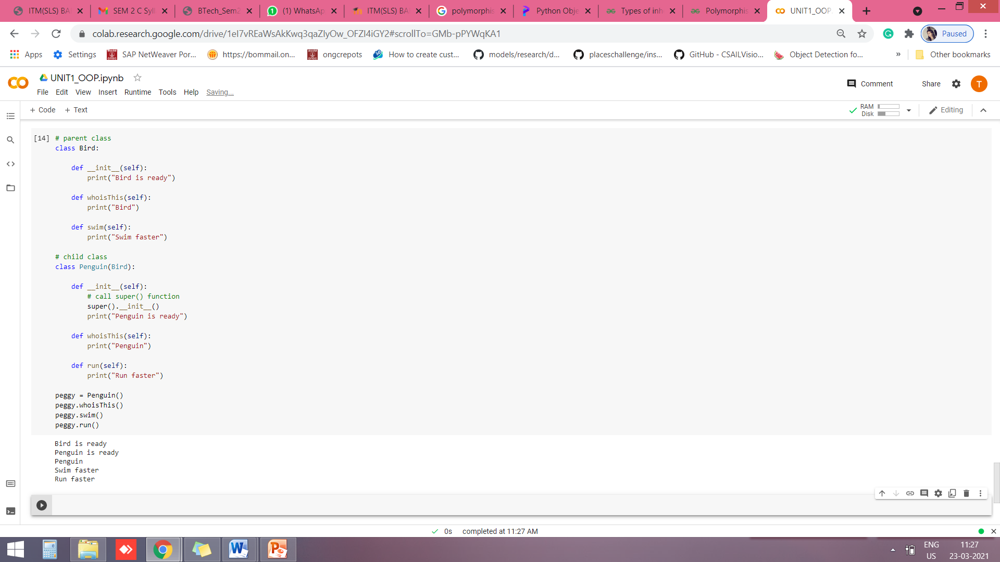 ITM(SLS) BA
SEM 2 C Syll
BTech_Sem2
(1) WhatsAp
ITM(SLS) BA
polymorphis
Python Obje
Types of inh
Polymorphis
UNIT1_OOP.
colab.research.google.com/drive/1eI7vREaWsAkKwq3qaZIyOw_OFZI4iGY2#scrollTo=GMb-pPYWqKA1
Paused
Apps
Settings
SAP NetWeaver Por...
https://bommail.on...
ongcrepots
How to create cust...
models/research/d...
placeschallenge/ins...
GitHub - CSAILVisio...
Object Detection fo...
»
Other bookmarks
UNIT1_OOP.ipynb
Comment
Share
T
File Edit View Insert Runtime Tools Help Saving...
+ Code + Text
RAM
Disk
Editing
[14] # parent class
class Bird:
def __init__(self):
print("Bird is ready")
def whoisThis(self):
print("Bird")
def swim(self):
print("Swim faster")
# child class
class Penguin(Bird):
def __init__(self):
# call super() function
super().__init__()
print("Penguin is ready")
def whoisThis(self):
print("Penguin")
def run(self):
print("Run faster")
peggy = Penguin()
peggy.whoisThis()
peggy.swim()
peggy.run()
Bird is ready
Penguin is ready
Penguin
Swim faster
Run faster
0s completed at 11:27 AM
ENG
US
11:27
23-03-2021